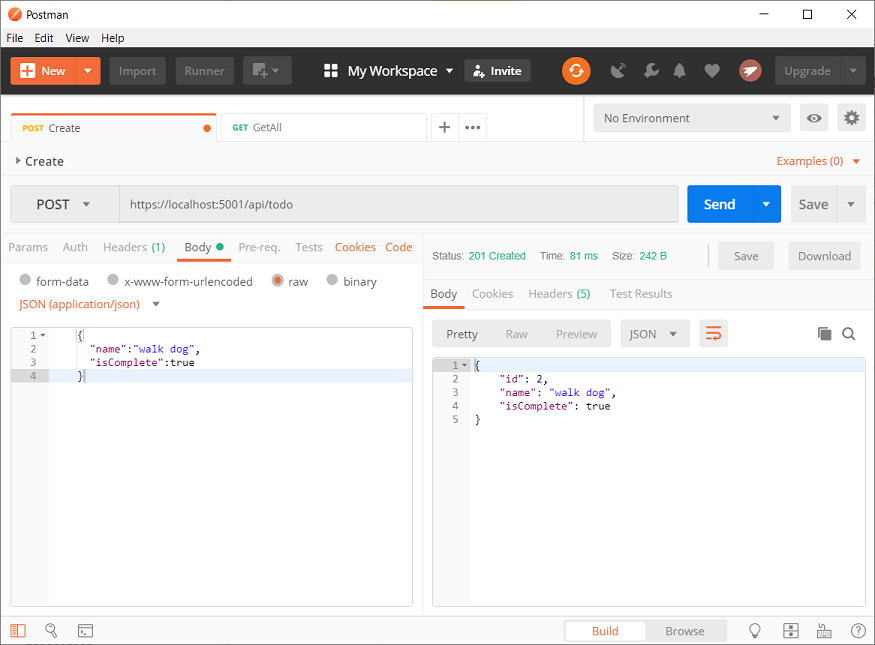 Postman
File Edit View Help
New Import Runner My Workspace Invite Upgrade
POST Create GET GetAll No Environment
Create Examples (0)
POST https://localhost:5001/api/todo Send Save
Params Auth Headers (1) Body Pre-req. Tests Cookies Code
form-data x-www-form-urlencoded raw binary
JSON (application/json)
1 {
2 "name":"walk dog",
3 "isComplete":true
4 }
Status: 201 Created Time: 81 ms Size: 242 B Save Download
Body Cookies Headers (5) Test Results
Pretty Raw Preview JSON
1 {
2 "id": 2,
3 "name": "walk dog",
4 "isComplete": true
5 }
Build Browse